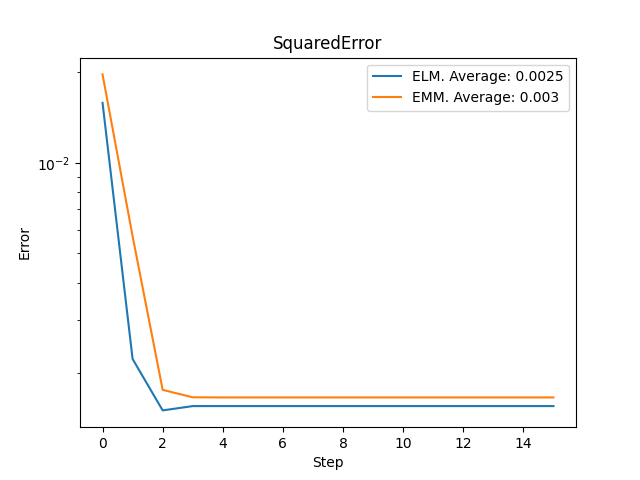 SquaredError
ELM. Average: 0.0025
EMM. Average: 0.003
10⁻²
Error
0 2 4 6 8 10 12 14
Step